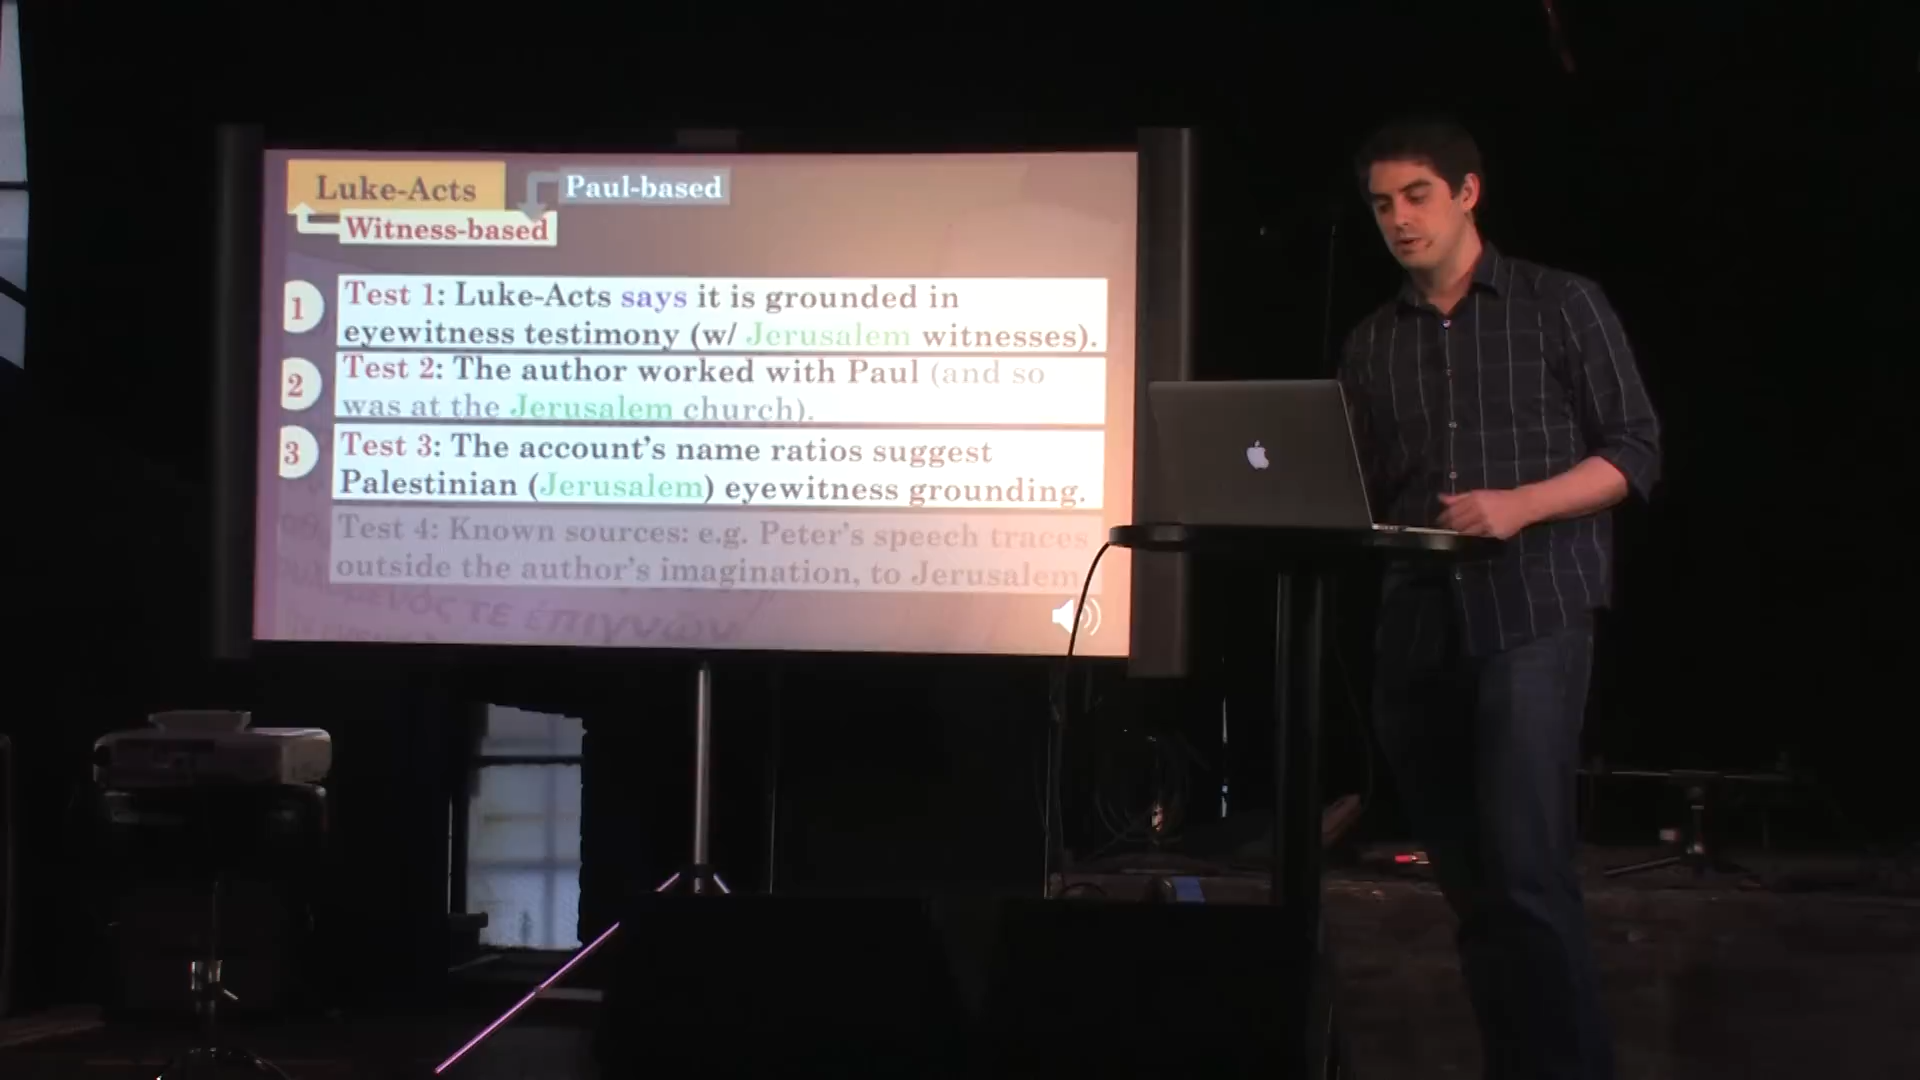 Luke-Acts
Paul-based
Witness-based
1
Test 1: Luke-Acts says it is grounded in
eyewitness testimony (w/ Jerusalem witnesses).
2
Test 2: The author worked with Paul (and so
was at the Jerusalem church).
3
Test 3: The account's name ratios suggest
Palestinian (Jerusalem) eyewitness grounding.
Test 4: Known sources: e.g. Peter's speech traces
outside the author's imagination, to Jerusalem
τε ἐπιγνων